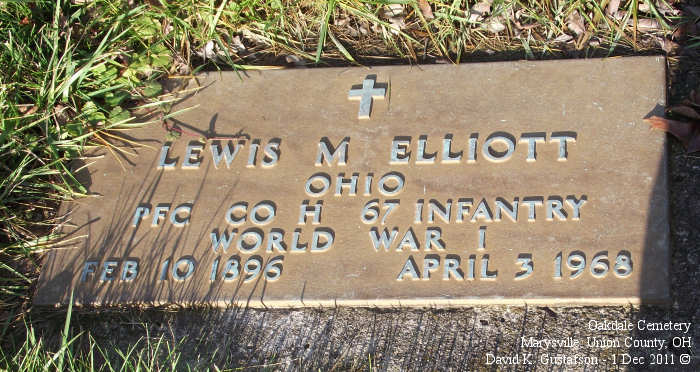 LEWIS M ELLIOTT
OHIO
PFC CO H 67 INFANTRY
WORLD WAR I
FEB 10 1896 APRIL 3 1968
Oakdale Cemetery
Marysville, Union County, OH
David K. Gustafson - 1 Dec 2011 ©